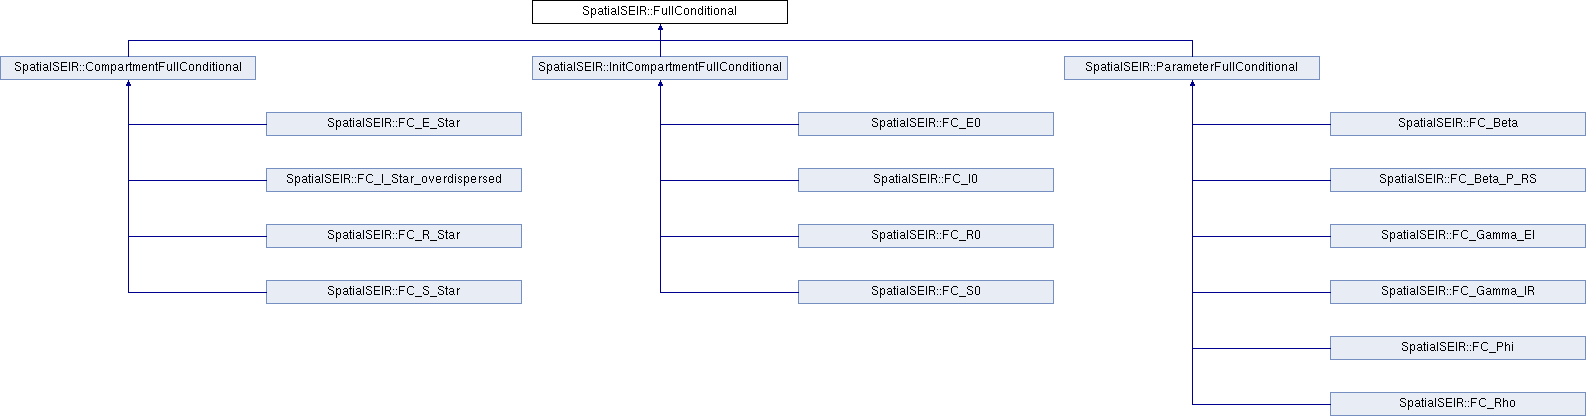 SpatialSEIR::FullConditional
SpatialSEIR::CompartmentFullConditional
SpatialSEIR::InitCompartmentFullConditional
SpatialSEIR::ParameterFullConditional
SpatialSEIR::FC_E_Star
SpatialSEIR::FC_E0
SpatialSEIR::FC_Beta
SpatialSEIR::FC_I_Star_overdispersed
SpatialSEIR::FC_I0
SpatialSEIR::FC_Beta_P_RS
SpatialSEIR::FC_R_Star
SpatialSEIR::FC_R0
SpatialSEIR::FC_Gamma_EI
SpatialSEIR::FC_S_Star
SpatialSEIR::FC_S0
SpatialSEIR::FC_Gamma_IR
SpatialSEIR::FC_Phi
SpatialSEIR::FC_Rho